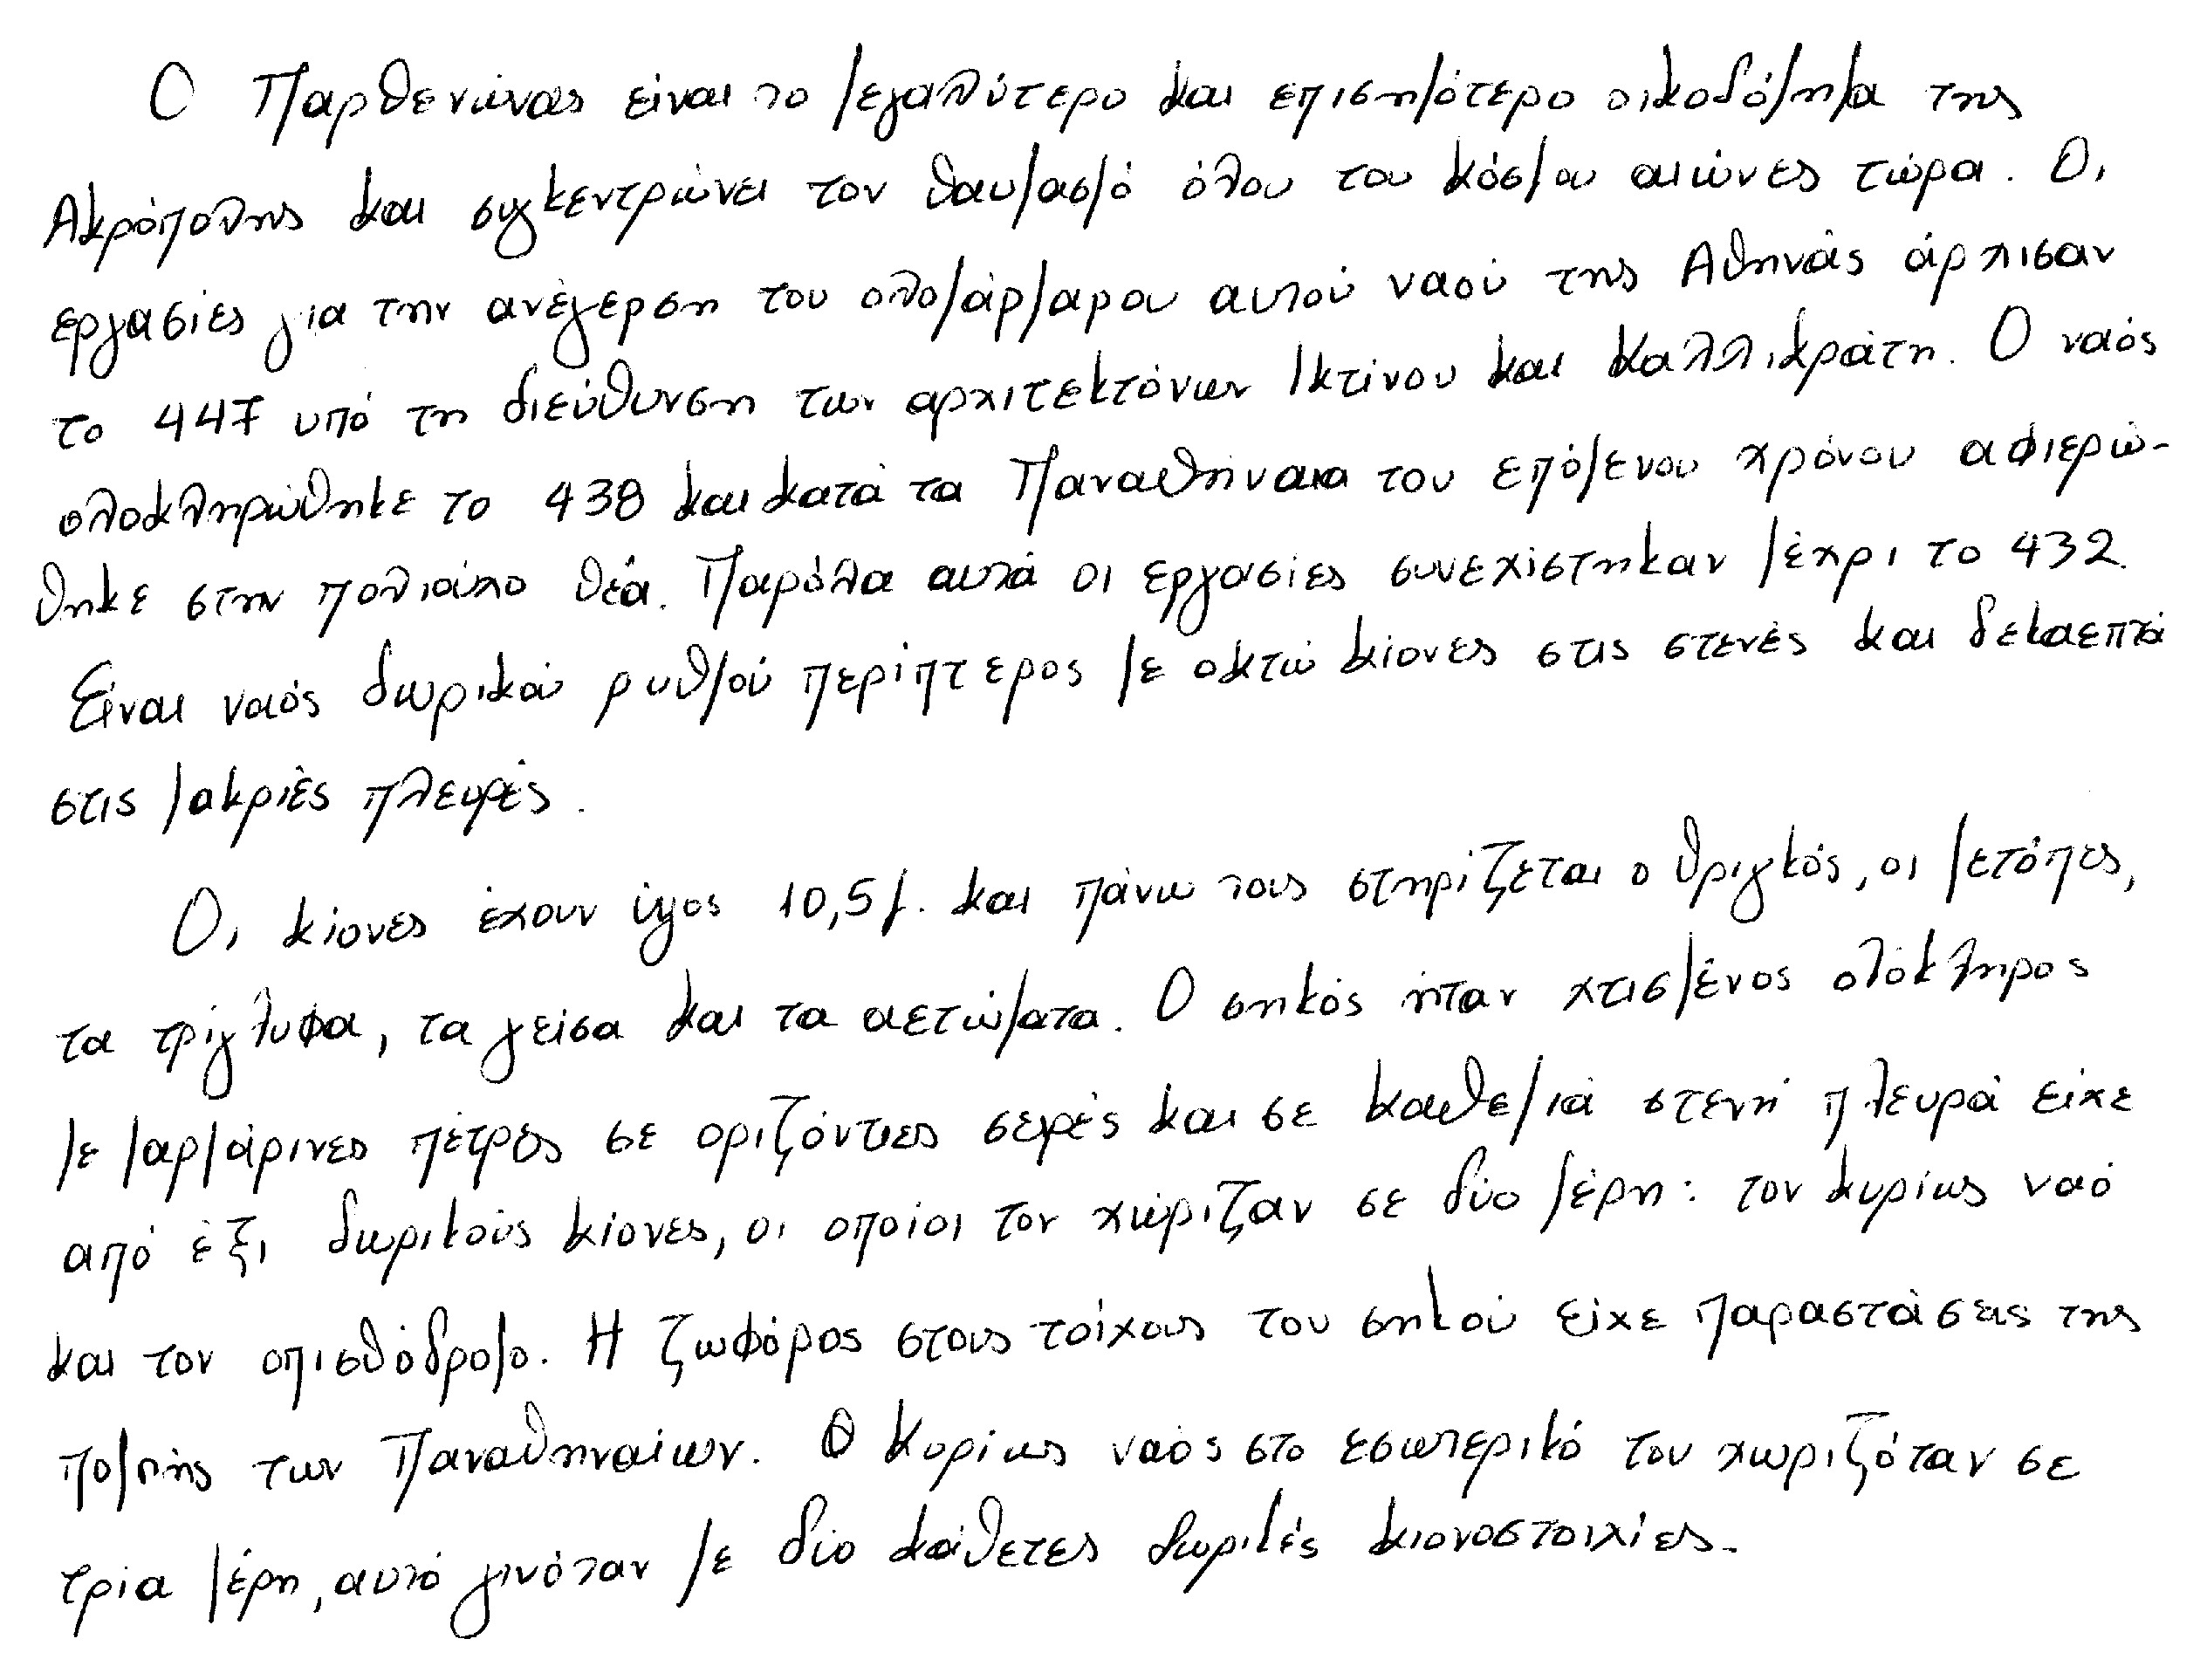 Ο Παρθενώνας είναι το μεγαλύτερο και επισημότερο οικοδόμημα της
Ακρόπολης και συγκεντρώνει τον θαυμασμό όλου του κόσμου αιώνες τώρα. Οι
εργασίες για την ανέγερση του ολομάρμαρου αυτού ναού της Αθηνάς άρχισαν
το 447 υπό τη διεύθυνση των αρχιτεκτόνων Ικτίνου και Καλλικράτη. Ο ναός
ολοκληρώθηκε το 438 και κατά τα Παναθήναια του επόμενου χρόνου αφιερώ-
θηκε στην πολιούχο θεά. Παρόλα αυτά οι εργασίες συνεχίστηκαν μέχρι το 432.
Είναι ναός δωρικού ρυθμού περίπτερος με οκτώ κίονες στις στενές και δεκαεπτά
στις μακριές πλευρές.
Οι κίονες έχουν ύψος 10,5 μ. και πάνω τους στηρίζεται ο θριγκός, οι μετόπες,
τα τρίγλυφα, τα γείσα και τα αετώματα. Ο σηκός ήταν χτισμένος ολόκληρος
με μαρμάρινες πέτρες σε οριζόντιες σειρές και σε καθεμιά στενή πλευρά είχε
από έξι δωρικούς κίονες, οι οποίοι τον χώριζαν σε δύο μέρη: τον κυρίως ναό
και τον οπισθόδρομο. Η ζωφόρος στους τοίχους του σηκού είχε παραστάσεις της
πομπής των Παναθηναίων. Ο κυρίως ναός στο εσωτερικό του χωριζόταν σε
τρία μέρη, αυτό γινόταν με δύο κάθετες δωρικές κιονοστοιχίες.